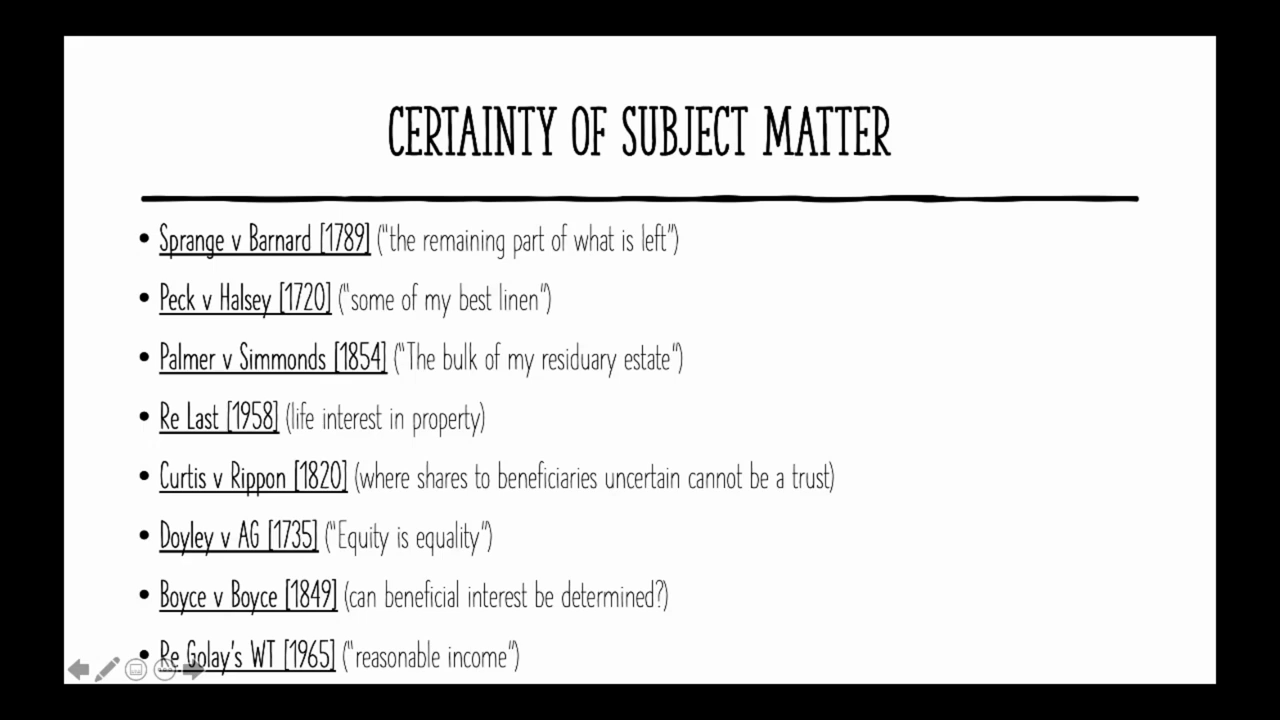 CERTAINTY OF SUBJECT MATTER
• Sprange v Barnard [1789] ("the remaining part of what is left")
• Peck v Halsey [1720] ("some of my best linen")
• Palmer v Simmonds [1854] ("The bulk of my residuary estate")
• Re Last [1958] (life interest in property)
• Curtis v Rippon [1820] (where shares to beneficiaries uncertain cannot be a trust)
• Doyley v AG [1735] ("Equity is equality")
• Boyce v Boyce [1849] (can beneficial interest be determined?)
• Re Golay's WT [1965] ("reasonable income")